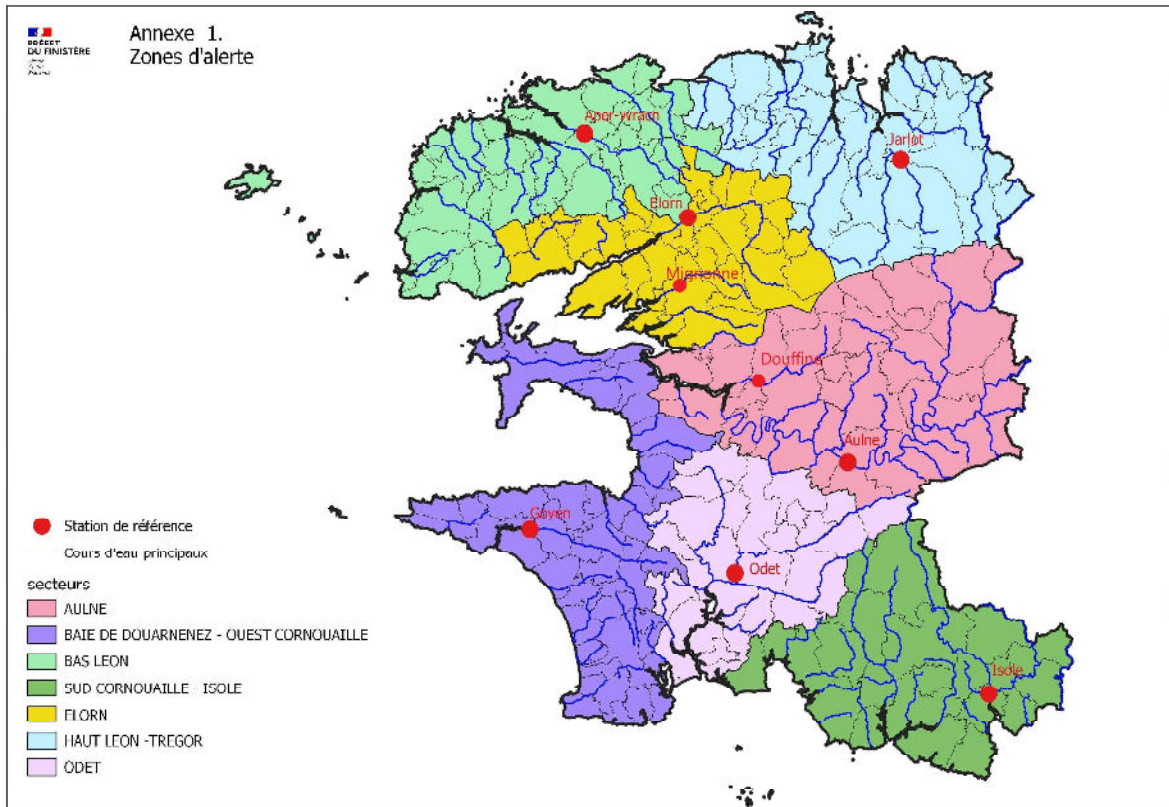 Annexe 1.
Zones d'alerte
PRÉFET
DU FINISTÈRE
Aber-wrach
Jarlot
Elorn
Mignonne
Douffine
Aulne
Goyen
Odet
Isole
Station de référence
Cours d'eau principaux
secteurs
AULNE
BAIE DE DOUARNENEZ - OUEST CORNOUAILLE
BAS LEON
SUD CORNOUAILLE - ISOLE
ELORN
HAUT LEON -TREGOR
ODET